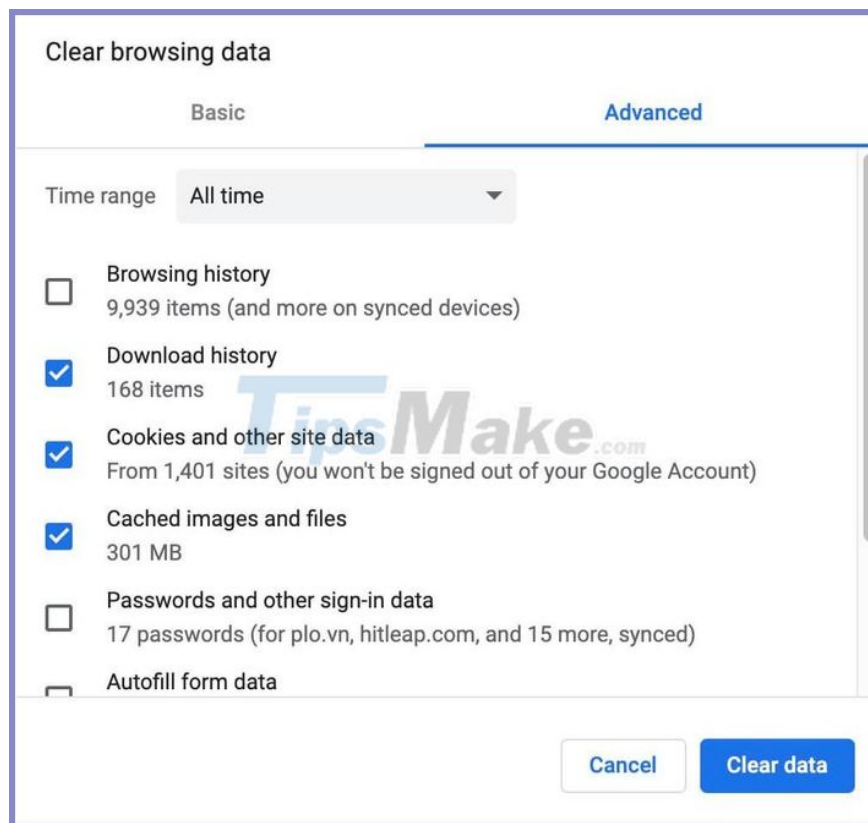 Clear browsing data
Basic
Advanced
Time range
All time
Browsing history
9,939 items (and more on synced devices)
Download history
168 items
TipsMake.com
Cookies and other site data
From 1,401 sites (you won't be signed out of your Google Account)
Cached images and files
301 MB
Passwords and other sign-in data
17 passwords (for plo.vn, hitleap.com, and 15 more, synced)
Autofill form data
Cancel
Clear data